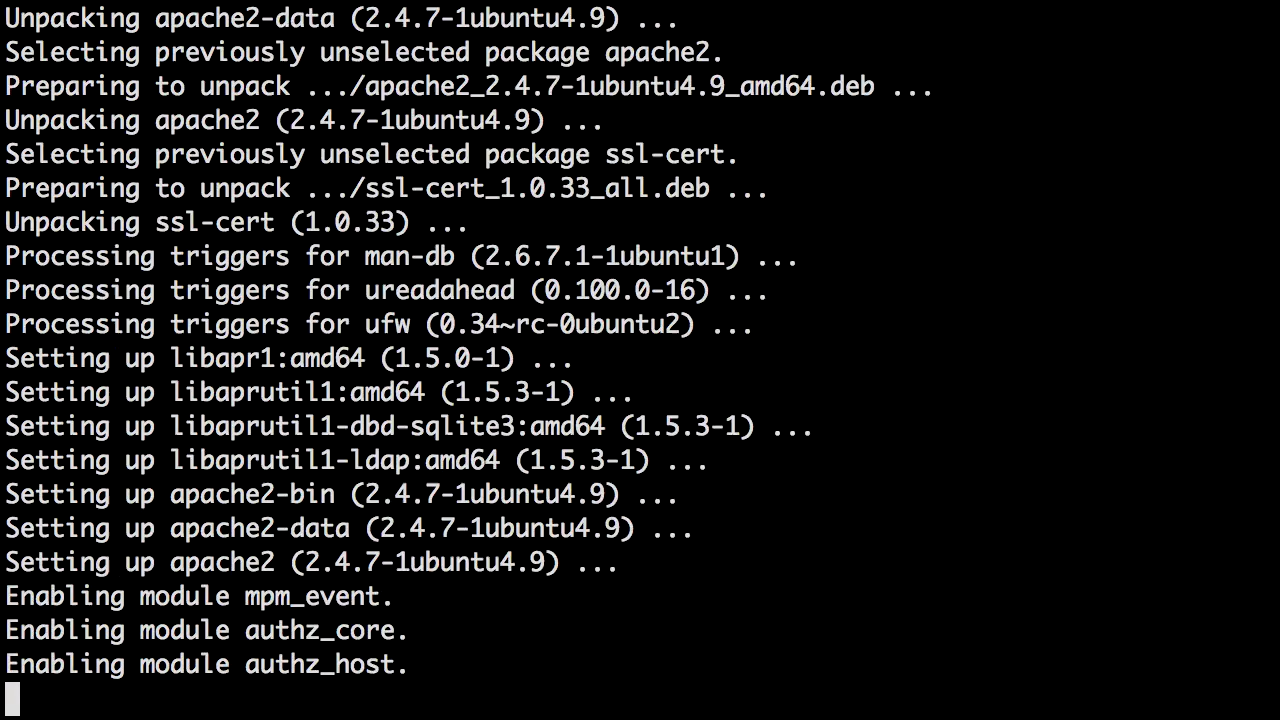 Unpacking apache2-data (2.4.7-1ubuntu4.9) ...
Selecting previously unselected package apache2.
Preparing to unpack .../apache2_2.4.7-1ubuntu4.9_amd64.deb ...
Unpacking apache2 (2.4.7-1ubuntu4.9) ...
Selecting previously unselected package ssl-cert.
Preparing to unpack .../ssl-cert_1.0.33_all.deb ...
Unpacking ssl-cert (1.0.33) ...
Processing triggers for man-db (2.6.7.1-1ubuntu1) ...
Processing triggers for ureadahead (0.100.0-16) ...
Processing triggers for ufw (0.34~rc-0ubuntu2) ...
Setting up libapr1:amd64 (1.5.0-1) ...
Setting up libaprutil1:amd64 (1.5.3-1) ...
Setting up libaprutil1-dbd-sqlite3:amd64 (1.5.3-1) ...
Setting up libaprutil1-ldap:amd64 (1.5.3-1) ...
Setting up apache2-bin (2.4.7-1ubuntu4.9) ...
Setting up apache2-data (2.4.7-1ubuntu4.9) ...
Setting up apache2 (2.4.7-1ubuntu4.9) ...
Enabling module mpm_event.
Enabling module authz_core.
Enabling module authz_host.